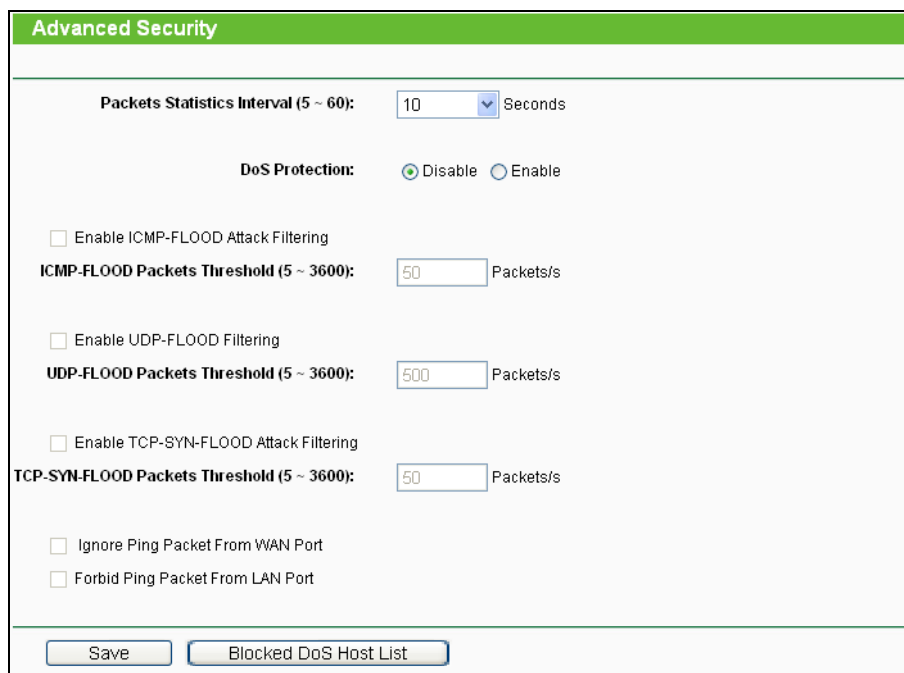 Advanced Security
Packets Statistics Interval (5 ~ 60): 10 Seconds
DoS Protection: Disable Enable
Enable ICMP-FLOOD Attack Filtering
ICMP-FLOOD Packets Threshold (5 ~ 3600): 50 Packets/s
Enable UDP-FLOOD Filtering
UDP-FLOOD Packets Threshold (5 ~ 3600): 500 Packets/s
Enable TCP-SYN-FLOOD Attack Filtering
TCP-SYN-FLOOD Packets Threshold (5 ~ 3600): 50 Packets/s
Ignore Ping Packet From WAN Port
Forbid Ping Packet From LAN Port
Save Blocked DoS Host List